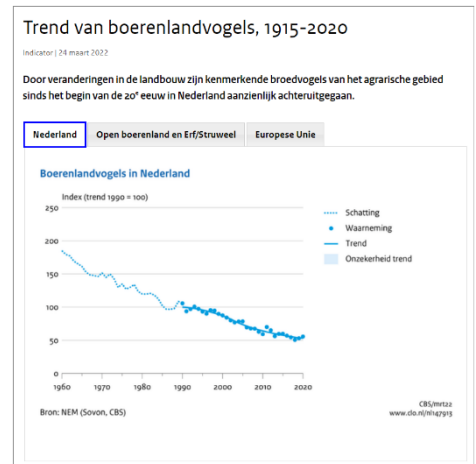 Trend van boerenlandvogels, 1915-2020
Indicator | 24 maart 2022
Door veranderingen in de landbouw zijn kenmerkende broedvogels van het agrarische gebied
sinds het begin van de 20e eeuw in Nederland aanzienlijk achteruitgegaan.
Nederland Open boerenland en Erf/Struweel Europese Unie
Boerenlandvogels in Nederland
Index (trend 1990 = 100)
250
200
150
100
50
0
1960 1970 1980 1990 2000 2010 2020
Schatting
Waarneming
Trend
Onzekerheid trend
Bron: NEM (Sovon, CBS)
CBS/mrt22
www.clo.nl/nl147913